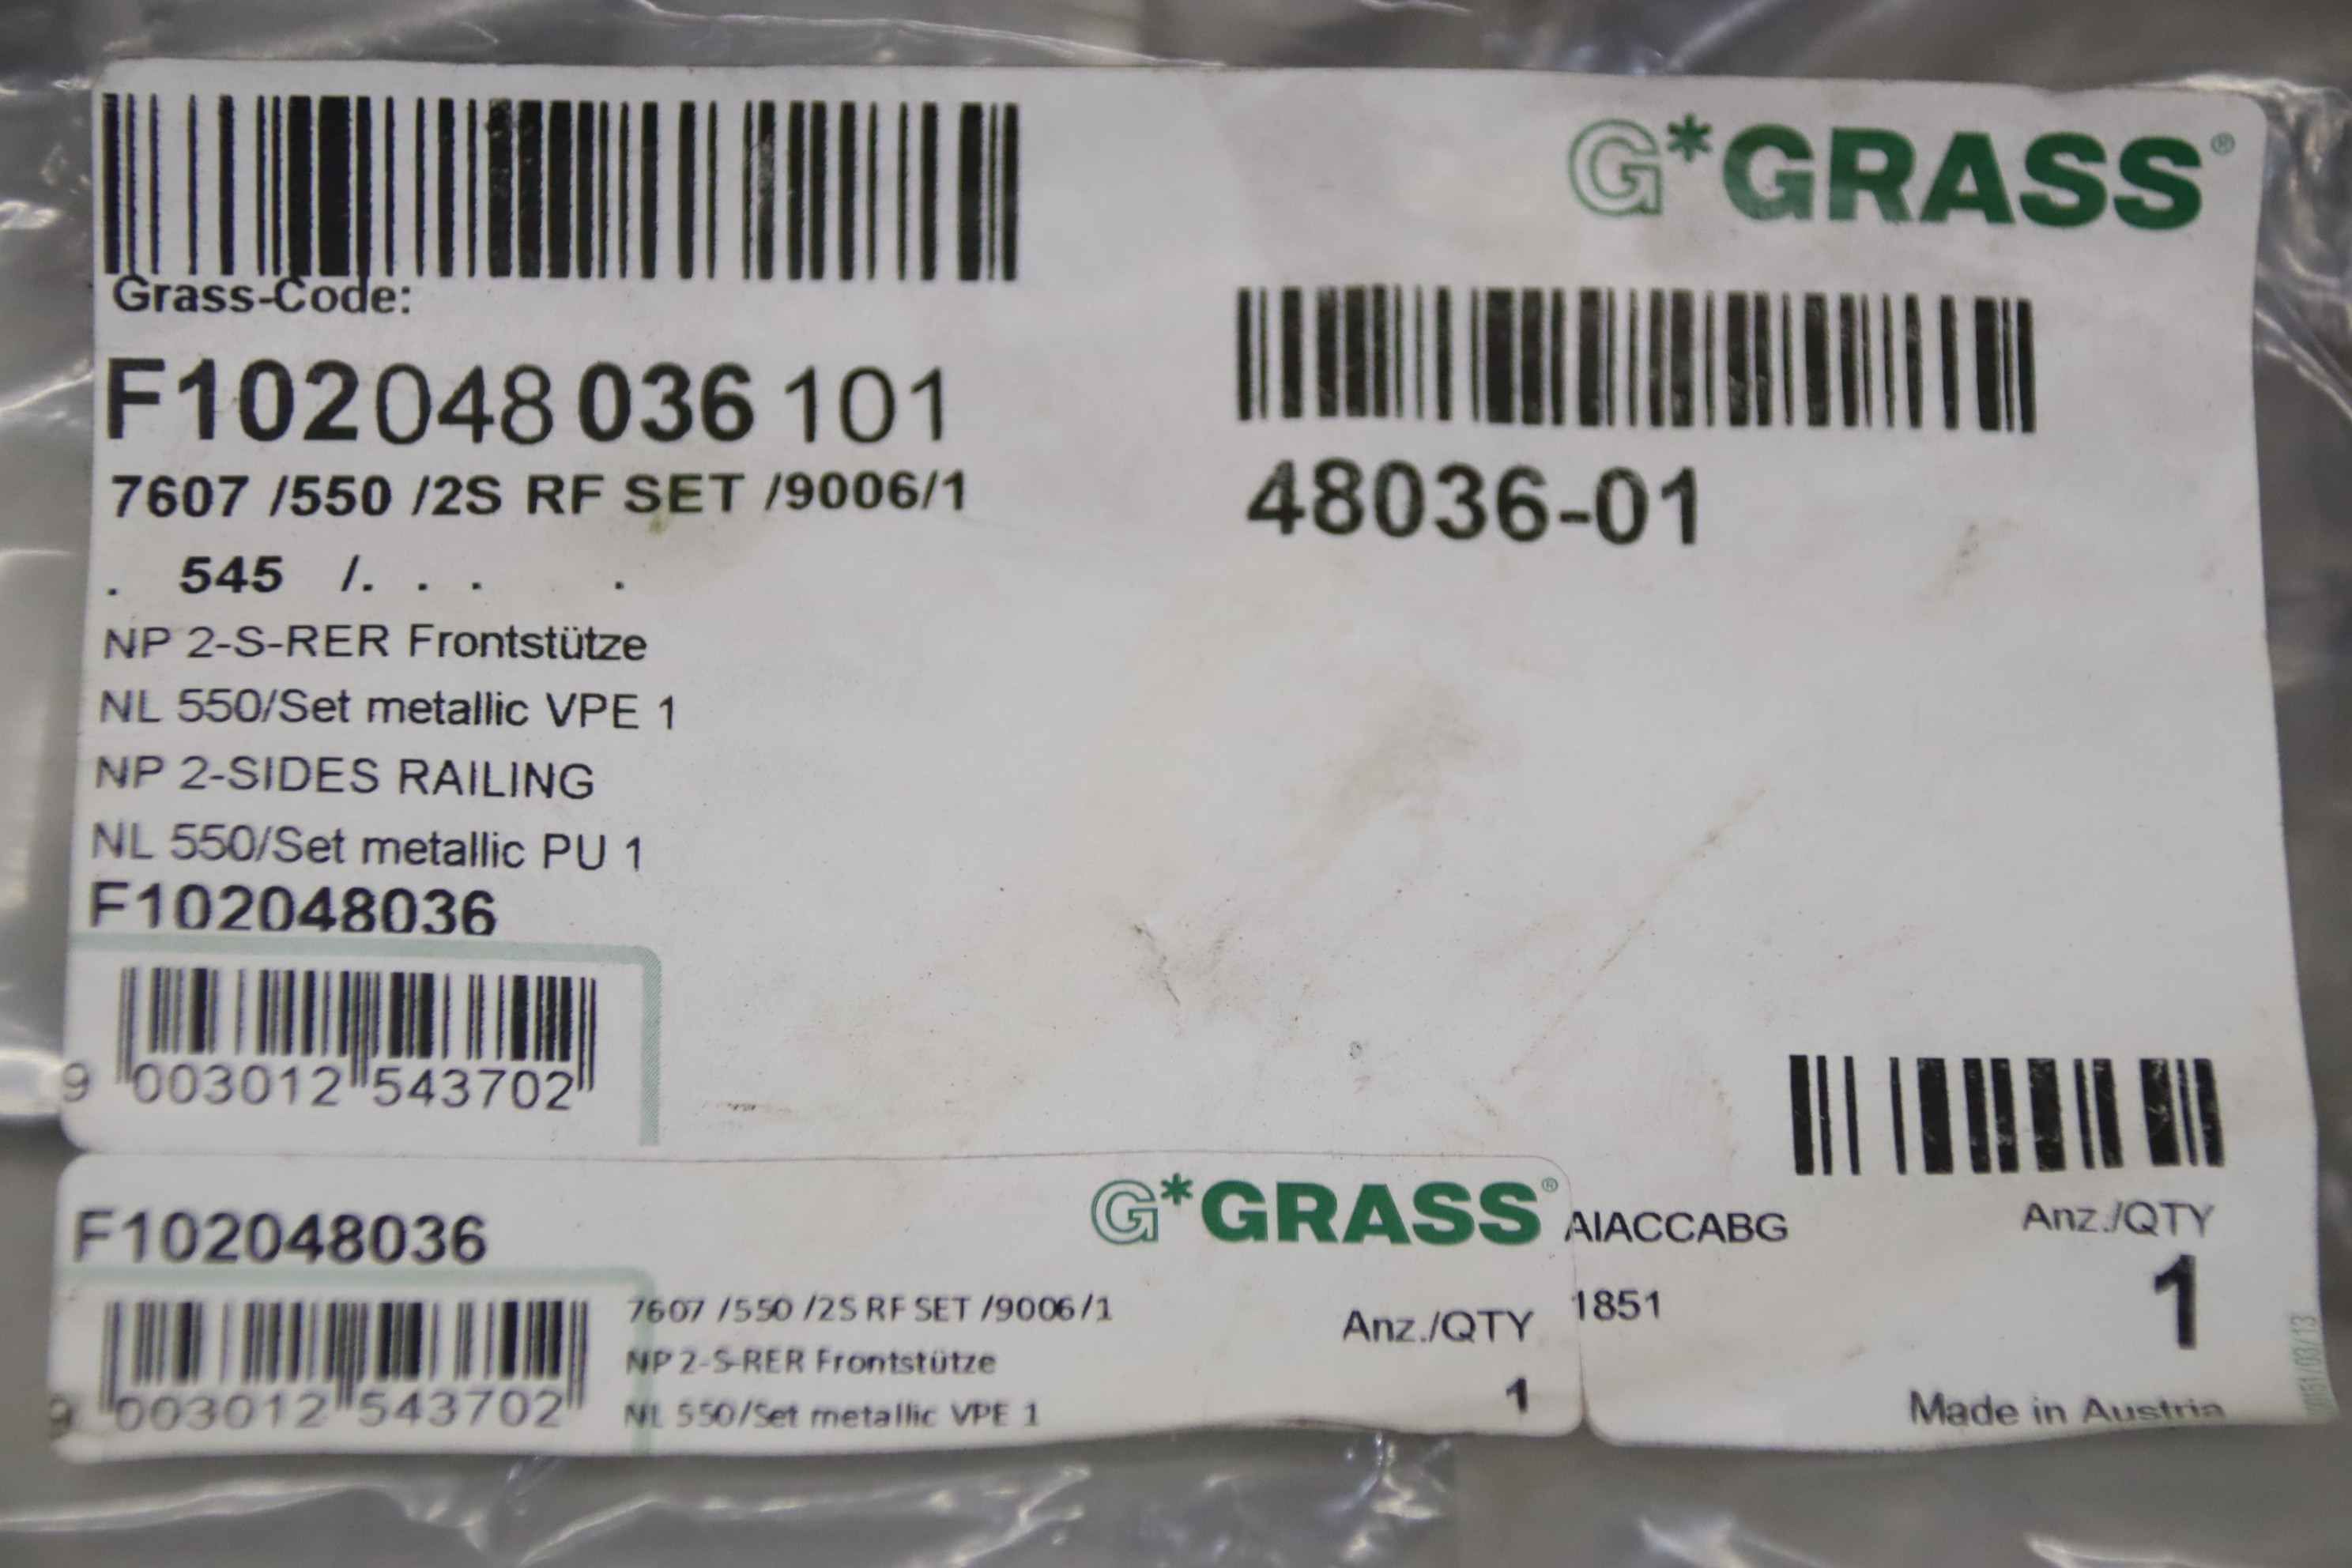 G*GRASS®
Grass-Code:
F102048 036 101
7607 /550 /2S RF SET /9006/1
. 545 /. . . .
48036-01
NP 2-S-RER Frontstütze
NL 550/Set metallic VPE 1
NP 2-SIDES RAILING
NL 550/Set metallic PU 1
F102048036
9 003012 543702
AIACCABG
1851
Anz./QTY
1
Made in Austria
F102048036
G*GRASS®
9 003012 543702
7607 /550 /2S RF SET /9006/1
NP 2-S-RER Frontstütze
NL 550/Set metallic VPE 1
Anz./QTY
1